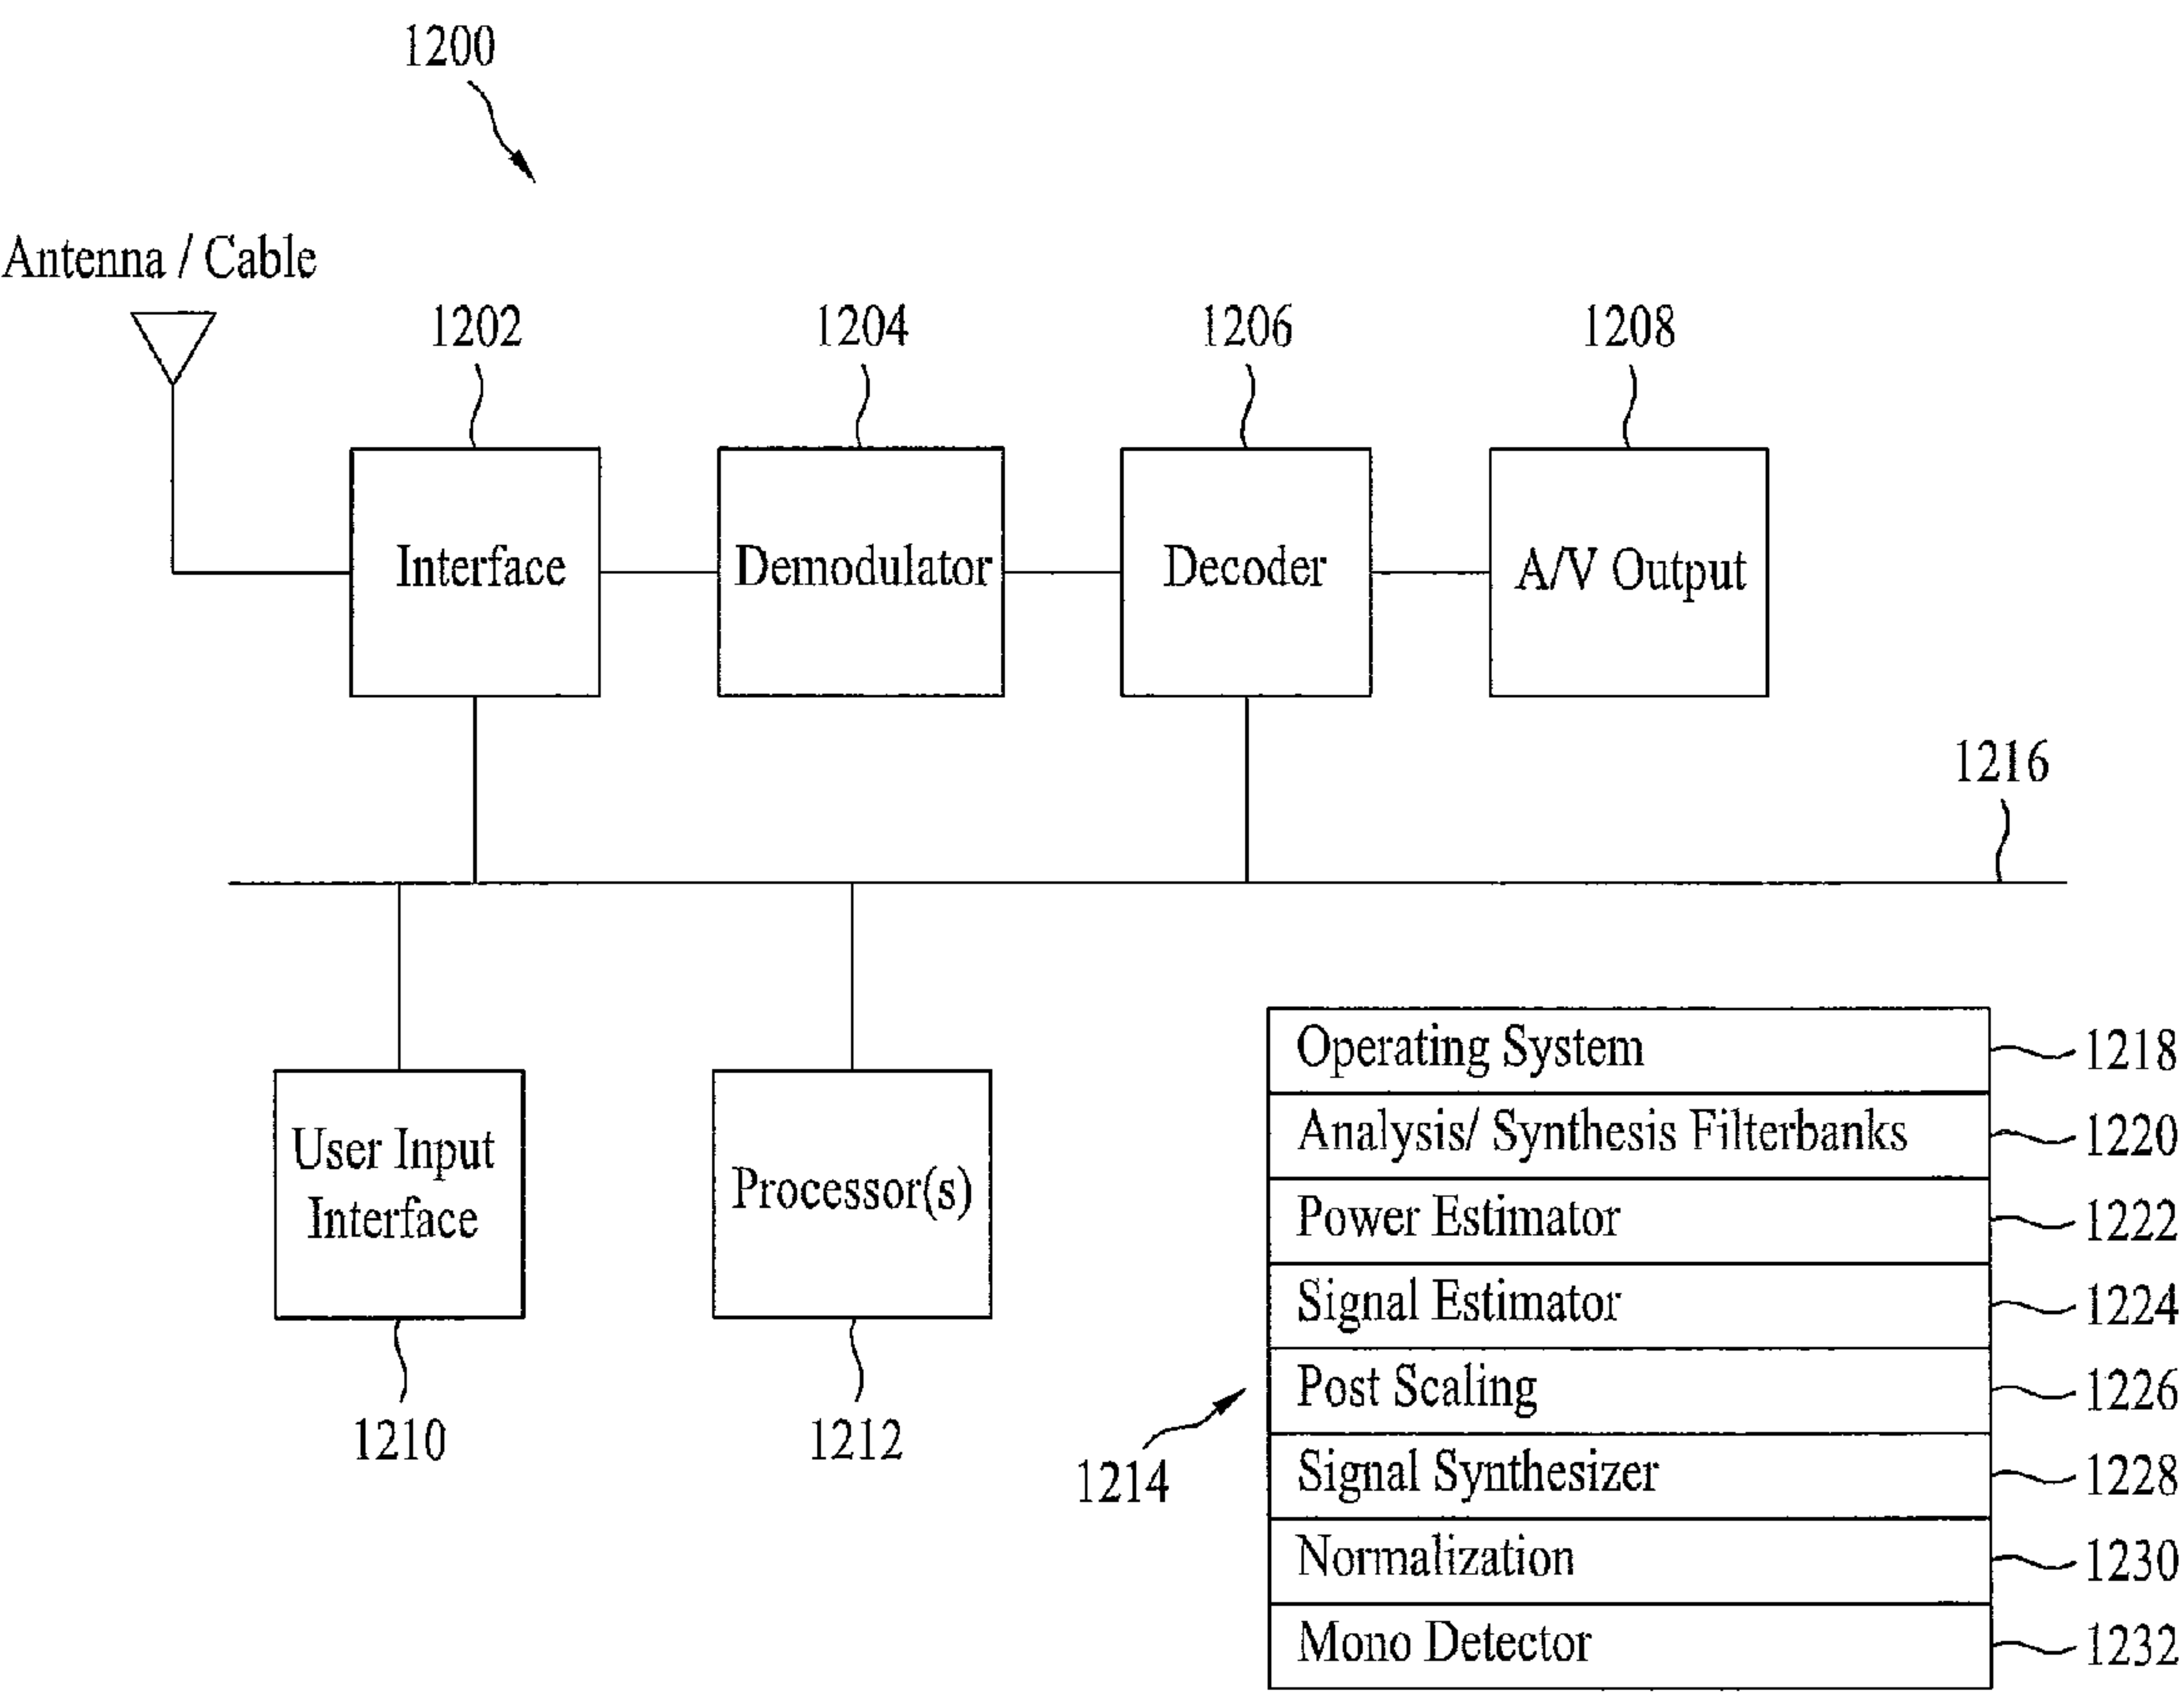 1200
Antenna / Cable
1202
1204
1206
1208
Interface
Demodulator
Decoder
A/V Output
1216
User Input
Interface
Processor(s)
1210
1212
1214
Operating System
1218
Analysis/ Synthesis Filterbanks
1220
Power Estimator
1222
Signal Estimator
1224
Post Scaling
1226
Signal Synthesizer
1228
Normalization
1230
Mono Detector
1232